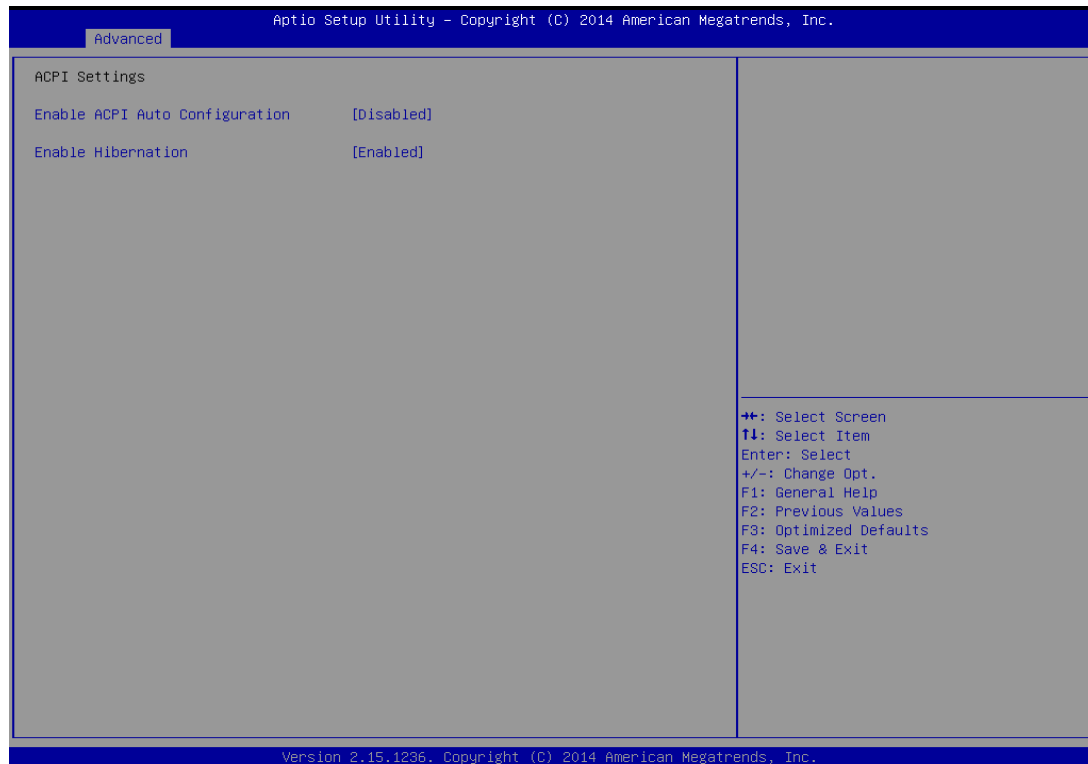 Aptio Setup Utility – Copyright (C) 2014 American Megatrends, Inc.
Advanced
ACPI Settings
Enable ACPI Auto Configuration [Disabled]
Enable Hibernation [Enabled]
→←: Select Screen
↑↓: Select Item
Enter: Select
+/-: Change Opt.
F1: General Help
F2: Previous Values
F3: Optimized Defaults
F4: Save & Exit
ESC: Exit
Version 2.15.1236. Copyright (C) 2014 American Megatrends, Inc.